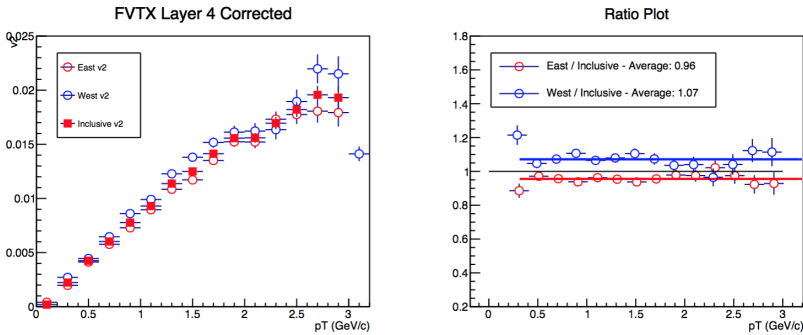 FVTX Layer 4 Corrected
v2
0.025
0.02
0.015
0.01
0.005
0
East v2
West v2
Inclusive v2
0 0.5 1 1.5 2 2.5 3
pT (GeV/c)
Ratio Plot
1.8
1.6
1.4
1.2
1
0.8
0.6
0.4
0.2
East / Inclusive - Average: 0.96
West / Inclusive - Average: 1.07
0 0.5 1 1.5 2 2.5 3
pT (GeV/c)